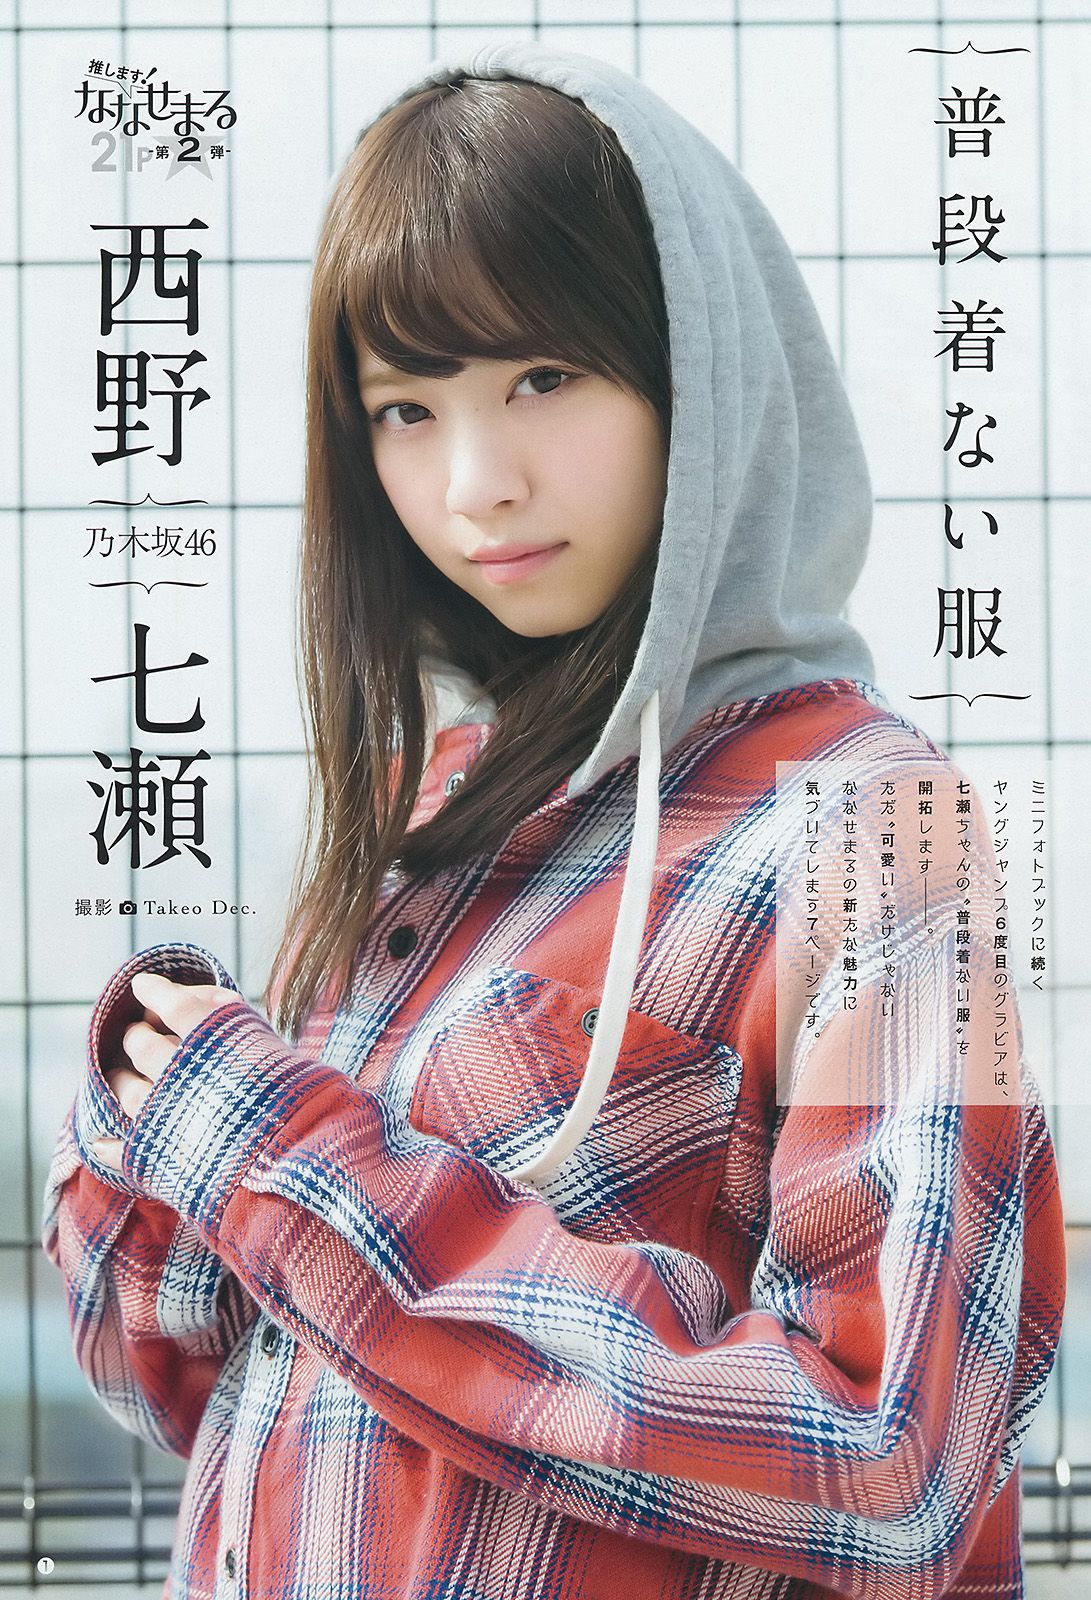 普段着ない服
ミニフォトブックに続く
ヤングジャンプ6度目のグラビアは、
七瀬ちゃんの“普段着ない服”を
開拓します——。
ただ“可愛い”だけじゃない
ななせまるの新たな魅力に
気づいてしまう7ページです。
推します!
ななせまる
21P
-第2弾-
西野
乃木坂46
七瀬
撮影 Takeo Dec.
1